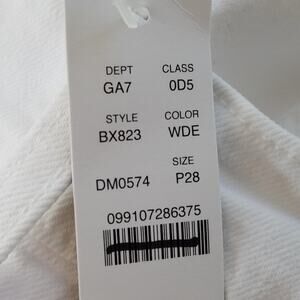 DEPT CLASS
GA7 0D5
STYLE COLOR
BX823 WDE
SIZE
DM0574 P28
099107286375